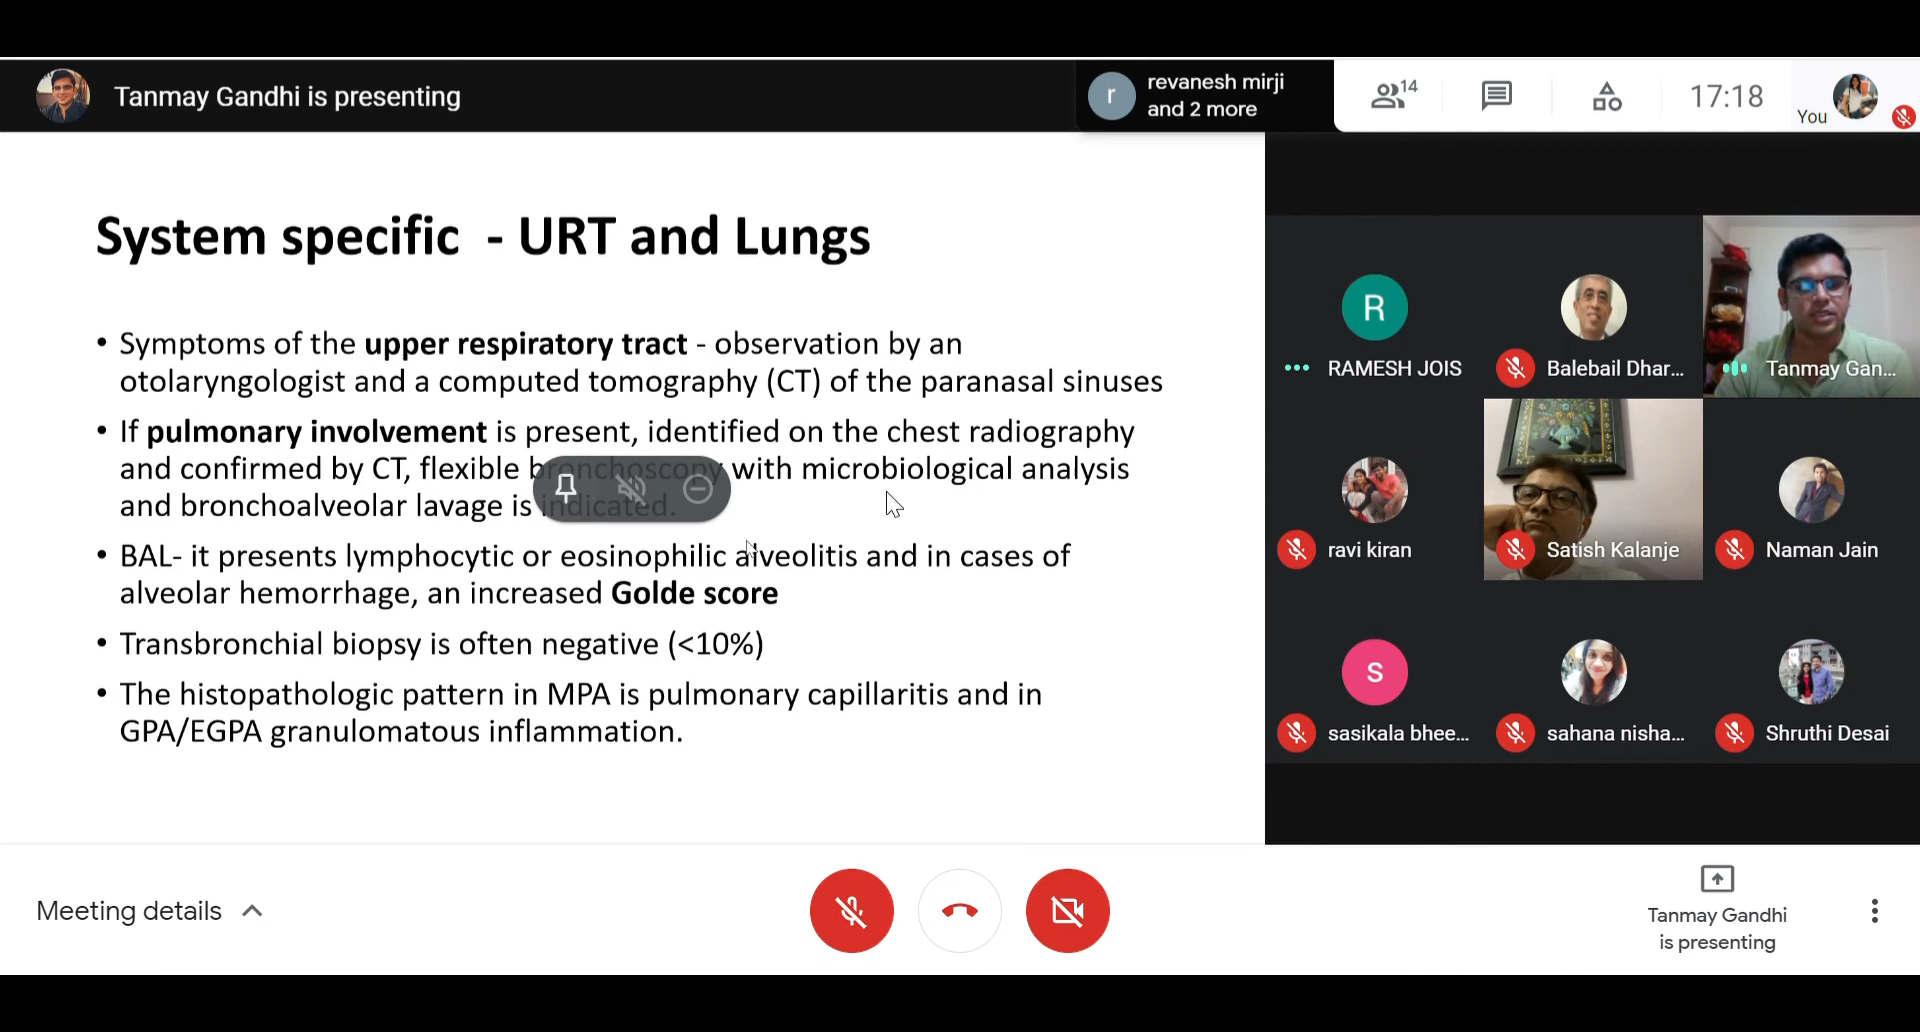 Tanmay Gandhi is presenting
r
revanesh mirji
and 2 more
14
17:18
You
System specific - URT and Lungs
• Symptoms of the upper respiratory tract - observation by an
otolaryngologist and a computed tomography (CT) of the paranasal sinuses
• If pulmonary involvement is present, identified on the chest radiography
and confirmed by CT, flexible bronchoscopy with microbiological analysis
and bronchoalveolar lavage is indicated.
• BAL- it presents lymphocytic or eosinophilic alveolitis and in cases of
alveolar hemorrhage, an increased Golde score
• Transbronchial biopsy is often negative (<10%)
• The histopathologic pattern in MPA is pulmonary capillaritis and in
GPA/EGPA granulomatous inflammation.
R
RAMESH JOIS
Balebail Dhar...
Tanmay Gan...
ravi kiran
Satish Kalanje
Naman Jain
S
sasikala bhee...
sahana nisha...
Shruthi Desai
Meeting details
Tanmay Gandhi
is presenting